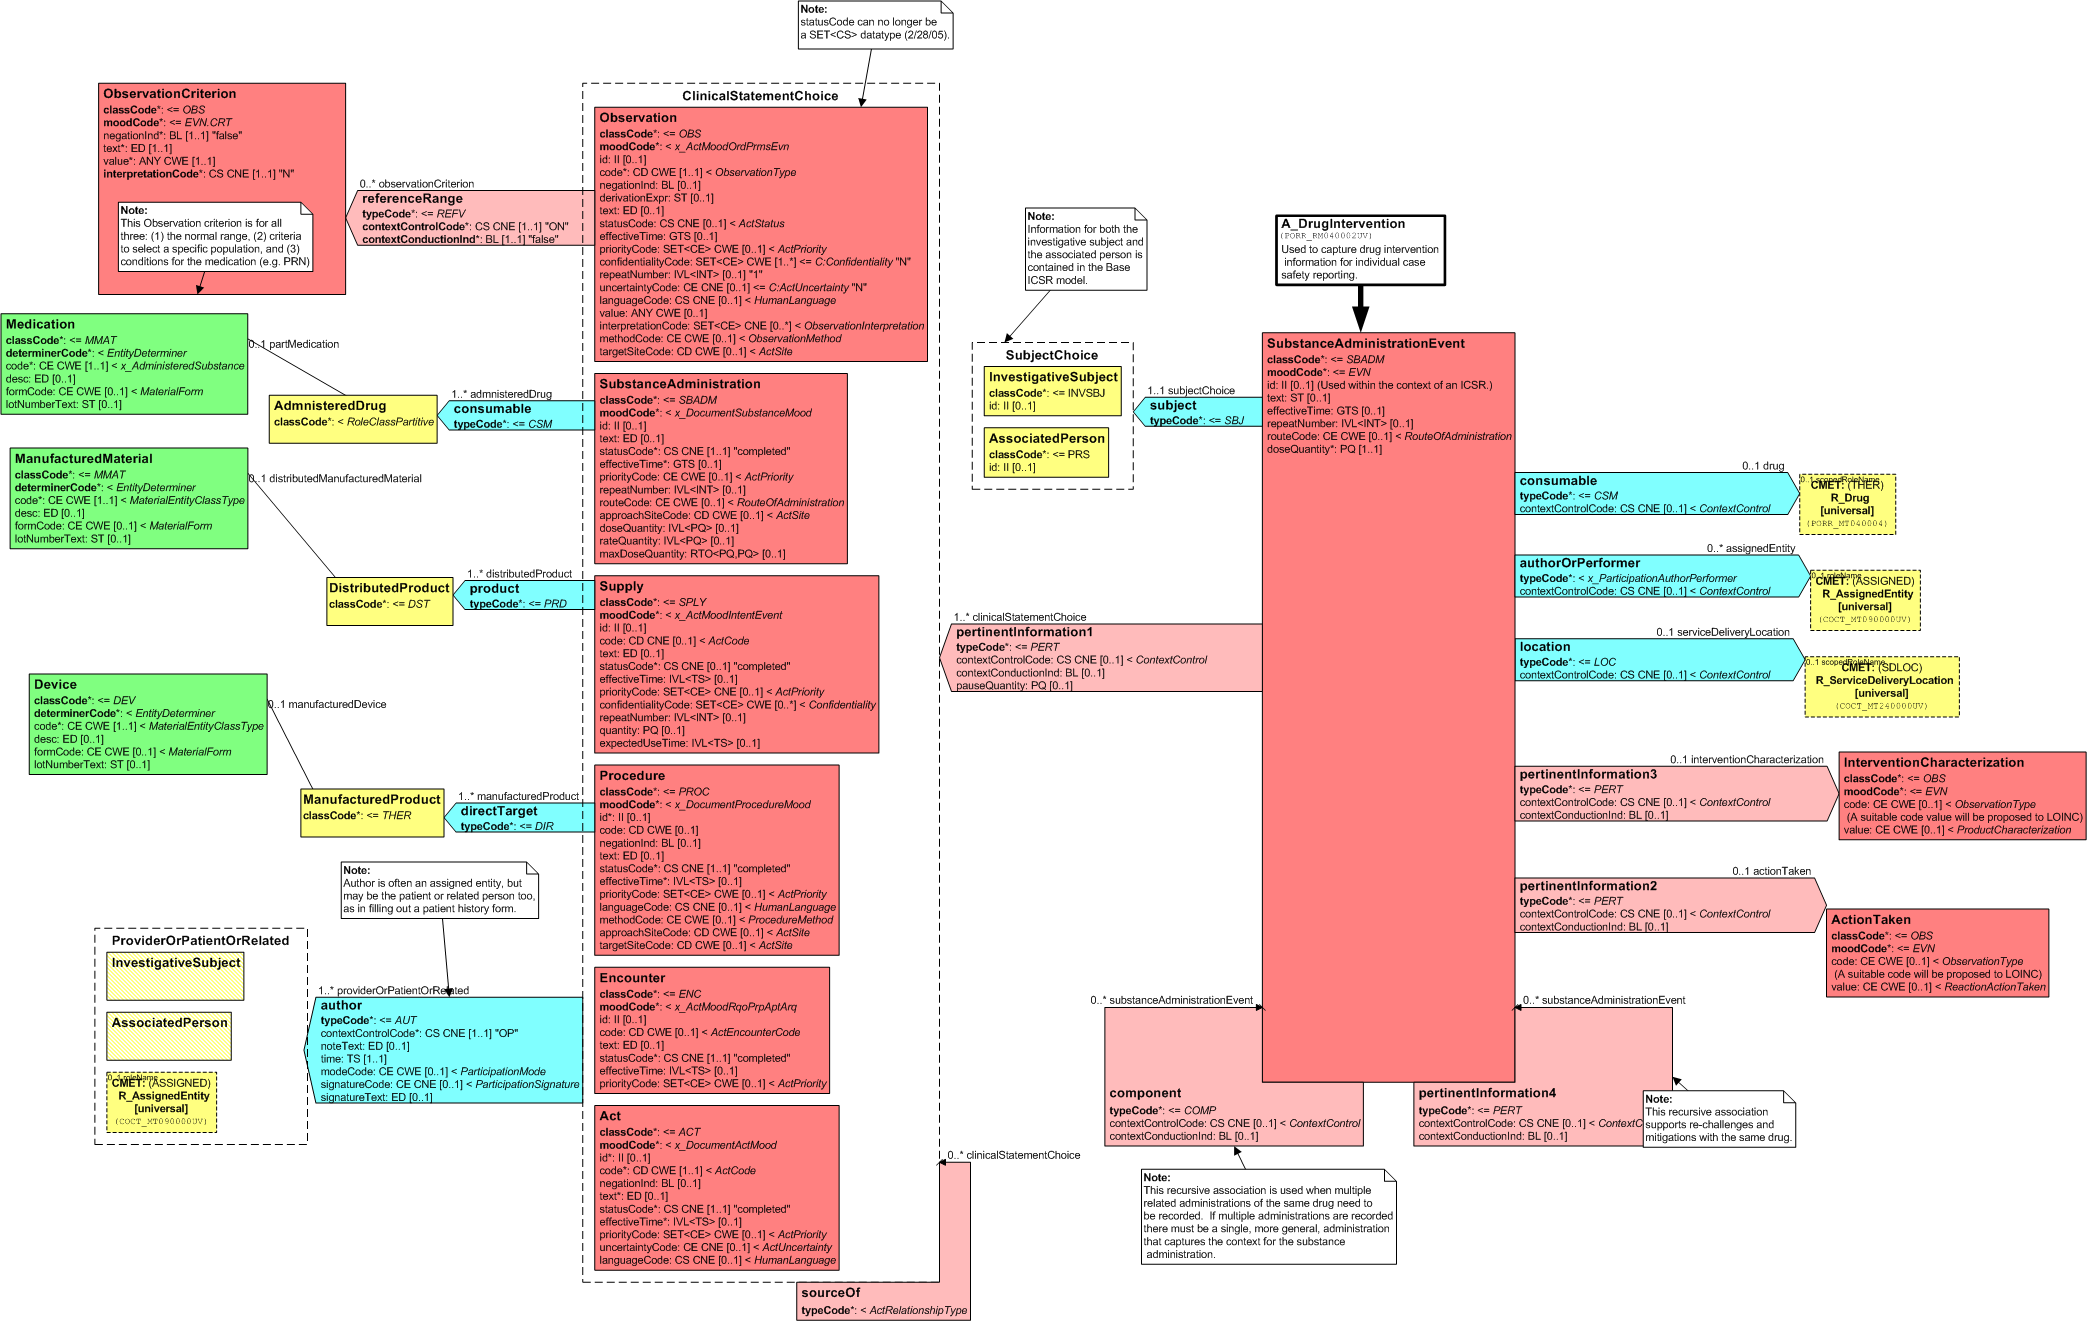 Note:
statusCode can no longer be
a SET<CS> datatype (2/28/05).
ObservationCriterion
classCode*: <= OBS
moodCode*: <= EVN.CRT
negationInd*: BL [1..1] "false"
text*: ED [1..1]
value*: ANY CWE [1..1]
interpretationCode*: CS CNE [1..1] "N"
Note:
This Observation criterion is for all
three: (1) the normal range, (2) criteria
to select a specific population, and (3)
conditions for the medication (e.g. PRN)
0..* observationCriterion
referenceRange
typeCode*: <= REFV
contextControlCode*: CS CNE [1..1] "ON"
contextConductionInd*: BL [1..1] "false"
ClinicalStatementChoice
Observation
classCode*: <= OBS
moodCode*: < x_ActMoodOrdPrmsEvn
id: II [0..1]
code*: CD CWE [1..1] < ObservationType
negationInd: BL [0..1]
derivationExpr: ST [0..1]
text: ED [0..1]
statusCode: CS CNE [0..1] < ActStatus
effectiveTime: GTS [0..1]
priorityCode: SET<CE> CWE [0..1] < ActPriority
confidentialityCode: SET<CE> CWE [1..*] <= C:Confidentiality "N"
repeatNumber: IVL<INT> [0..1] "1"
uncertaintyCode: CE CNE [0..1] <= C:ActUncertainty "N"
languageCode: CS CNE [0..1] < HumanLanguage
value: ANY CWE [0..1]
interpretationCode: SET<CE> CNE [0..*] < ObservationInterpretation
methodCode: CE CWE [0..1] < ObservationMethod
targetSiteCode: CD CWE [0..1] < ActSite
Medication
classCode*: <= MMAT
determinerCode*: < EntityDeterminer
code*: CE CWE [1..1] < x_AdministeredSubstance
desc: ED [0..1]
formCode: CE CWE [0..1] < MaterialForm
lotNumberText: ST [0..1]
0..1 partMedication
AdmnisteredDrug
classCode*: < RoleClassPartitive
1..* admnisteredDrug
consumable
typeCode*: <= CSM
SubstanceAdministration
classCode*: <= SBADM
moodCode*: < x_DocumentSubstanceMood
id: II [0..1]
text: ED [0..1]
statusCode*: CS CNE [1..1] "completed"
effectiveTime*: GTS [0..1]
priorityCode: CE CWE [0..1] < ActPriority
repeatNumber: IVL<INT> [0..1]
routeCode: CE CWE [0..1] < RouteOfAdministration
approachSiteCode: CD CWE [0..1] < ActSite
doseQuantity: IVL<PQ> [0..1]
rateQuantity: IVL<PQ> [0..1]
maxDoseQuantity: RTO<PQ,PQ> [0..1]
ManufacturedMaterial
classCode*: <= MMAT
determinerCode*: < EntityDeterminer
code*: CE CWE [1..1] < MaterialEntityClassType
desc: ED [0..1]
formCode: CE CWE [0..1] < MaterialForm
lotNumberText: ST [0..1]
0..1 distributedManufacturedMaterial
DistributedProduct
classCode*: <= DST
1..* distributedProduct
product
typeCode*: <= PRD
Supply
classCode*: <= SPLY
moodCode*: < x_ActMoodIntentEvent
id: II [0..1]
code: CD CNE [0..1] < ActCode
text: ED [0..1]
statusCode*: CS CNE [0..1] "completed"
effectiveTime: IVL<TS> [0..1]
priorityCode: SET<CE> CNE [0..1] < ActPriority
confidentialityCode: SET<CE> CWE [0..*] < Confidentiality
repeatNumber: IVL<INT> [0..1]
quantity: PQ [0..1]
expectedUseTime: IVL<TS> [0..1]
Device
classCode*: <= DEV
determinerCode*: < EntityDeterminer
code*: CE CWE [1..1] < MaterialEntityClassType
desc: ED [0..1]
formCode: CE CWE [0..1] < MaterialForm
lotNumberText: ST [0..1]
0..1 manufacturedDevice
ManufacturedProduct
classCode*: <= THER
1..* manufacturedProduct
directTarget
typeCode*: <= DIR
Procedure
classCode*: <= PROC
moodCode*: < x_DocumentProcedureMood
id*: II [0..1]
code: CD CWE [0..1]
negationInd: BL [0..1]
text: ED [0..1]
statusCode*: CS CNE [1..1] "completed"
effectiveTime*: IVL<TS> [0..1]
priorityCode: SET<CE> CWE [0..1] < ActPriority
languageCode: CS CNE [0..1] < HumanLanguage
methodCode: CE CWE [0..1] < ProcedureMethod
approachSiteCode: CD CWE [0..1] < ActSite
targetSiteCode: CD CWE [0..1] < ActSite
Note:
Author is often an assigned entity, but
may be the patient or related person too,
as in filling out a patient history form.
ProviderOrPatientOrRelated
InvestigativeSubject
AssociatedPerson
0..1 roleName
CMET: (ASSIGNED)
R_AssignedEntity
[universal]
(COCT_MT090000UV)
1..* providerOrPatientOrRelated
author
typeCode*: <= AUT
contextControlCode*: CS CNE [1..1] "OP"
noteText: ED [0..1]
time: TS [1..1]
modeCode: CE CWE [0..1] < ParticipationMode
signatureCode: CE CNE [0..1] < ParticipationSignature
signatureText: ED [0..1]
Encounter
classCode*: <= ENC
moodCode*: < x_ActMoodRqoPrpAptArq
id: II [0..1]
code: CD CWE [0..1] < ActEncounterCode
text: ED [0..1]
statusCode*: CS CNE [1..1] "completed"
effectiveTime: IVL<TS> [0..1]
priorityCode: SET<CE> CWE [0..1] < ActPriority
Act
classCode*: <= ACT
moodCode*: < x_DocumentActMood
id*: II [0..1]
code*: CD CWE [1..1] < ActCode
negationInd: BL [0..1]
text*: ED [0..1]
statusCode*: CS CNE [1..1] "completed"
effectiveTime*: IVL<TS> [0..1]
priorityCode: SET<CE> CWE [0..1] < ActPriority
uncertaintyCode: CE CNE [0..1] < ActUncertainty
languageCode: CS CNE [0..1] < HumanLanguage
0..* clinicalStatementChoice
sourceOf
typeCode*: < ActRelationshipType
Note:
Information for both the
investigative subject and
the associated person is
contained in the Base
ICSR model.
SubjectChoice
InvestigativeSubject
classCode*: <= INVSBJ
id: II [0..1]
AssociatedPerson
classCode*: <= PRS
id: II [0..1]
1..1 subjectChoice
subject
typeCode*: <= SBJ
A_DrugIntervention
(PORR_RM040002UV)
Used to capture drug intervention
information for individual case
safety reporting.
SubstanceAdministrationEvent
classCode*: <= SBADM
moodCode*: <= EVN
id: II [0..1] (Used within the context of an ICSR.)
text: ST [0..1]
effectiveTime: GTS [0..1]
repeatNumber: IVL<INT> [0..1]
routeCode: CE CWE [0..1] < RouteOfAdministration
doseQuantity*: PQ [1..1]
1..* clinicalStatementChoice
pertinentInformation1
typeCode*: <= PERT
contextControlCode: CS CNE [0..1] < ContextControl
contextConductionInd: BL [0..1]
pauseQuantity: PQ [0..1]
0..1 drug
consumable
typeCode*: <= CSM
contextControlCode: CS CNE [0..1] < ContextControl
0..1 scopedRoleName
CMET: (THER)
R_Drug
[universal]
(PORR_MT040004)
0..* assignedEntity
authorOrPerformer
typeCode*: < x_ParticipationAuthorPerformer
contextControlCode: CS CNE [0..1] < ContextControl
0..1 roleName
CMET: (ASSIGNED)
R_AssignedEntity
[universal]
(COCT_MT090000UV)
0..1 serviceDeliveryLocation
location
typeCode*: <= LOC
contextControlCode: CS CNE [0..1] < ContextControl
0..1 scopedRoleName
CMET: (SDLOC)
R_ServiceDeliveryLocation
[universal]
(COCT_MT240000UV)
0..1 interventionCharacterization
pertinentInformation3
typeCode*: <= PERT
contextControlCode: CS CNE [0..1] < ContextControl
contextConductionInd: BL [0..1]
InterventionCharacterization
classCode*: <= OBS
moodCode*: <= EVN
code: CE CWE [0..1] < ObservationType
(A suitable code value will be proposed to LOINC)
value: CE CWE [0..1] < ProductCharacterization
0..1 actionTaken
pertinentInformation2
typeCode*: <= PERT
contextControlCode: CS CNE [0..1] < ContextControl
contextConductionInd: BL [0..1]
ActionTaken
classCode*: <= OBS
moodCode*: <= EVN
code: CE CWE [0..1] < ObservationType
(A suitable code will be proposed to LOINC)
value: CE CWE [0..1] < ReactionActionTaken
0..* substanceAdministrationEvent
component
typeCode*: <= COMP
contextControlCode: CS CNE [0..1] < ContextControl
contextConductionInd: BL [0..1]
0..* substanceAdministrationEvent
pertinentInformation4
typeCode*: <= PERT
contextControlCode: CS CNE [0..1] < ContextC
contextConductionInd: BL [0..1]
Note:
This recursive association
supports re-challenges and
mitigations with the same drug.
Note:
This recursive association is used when multiple
related administrations of the same drug need to
be recorded.  If multiple administrations are recorded
there must be a single, more general, administration
that captures the context for the substance
administration.